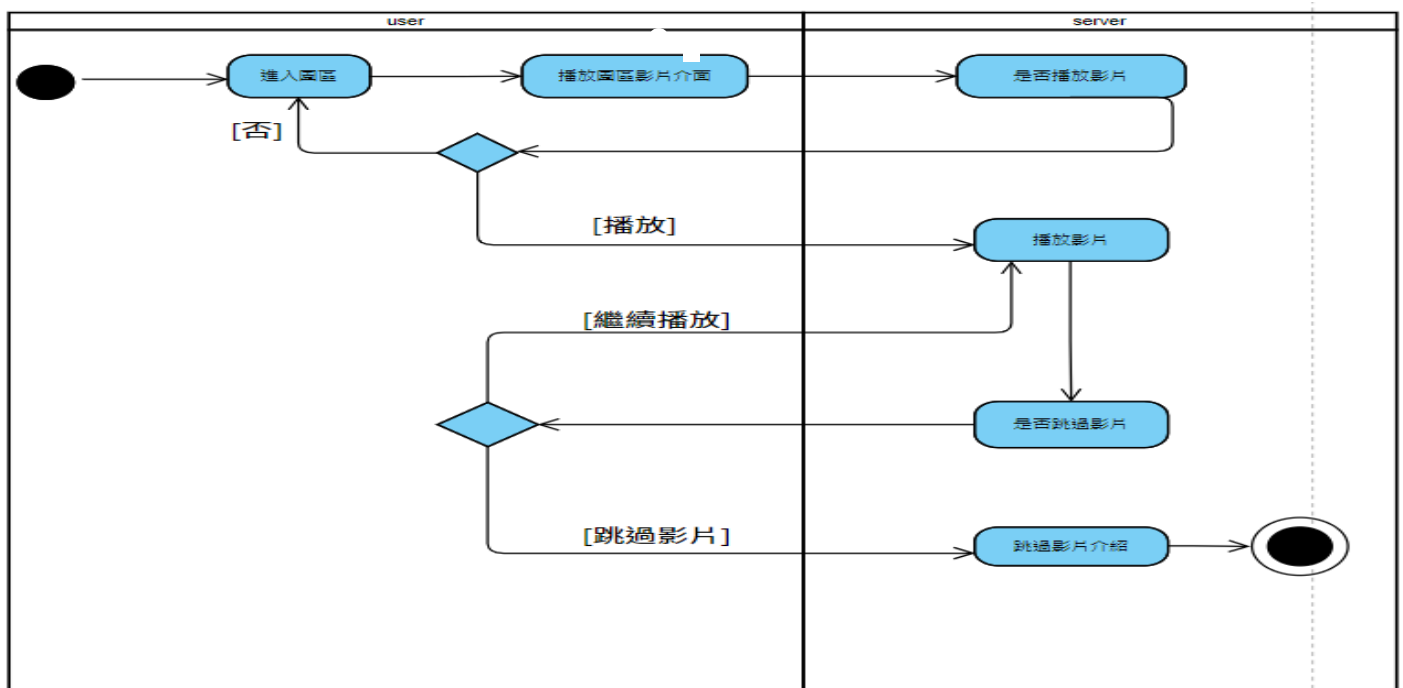 user
server
進入園區
播放園區影片介面
是否播放影片
[否]
[播放]
播放影片
[繼續播放]
是否跳過影片
[跳過影片]
跳過影片介紹